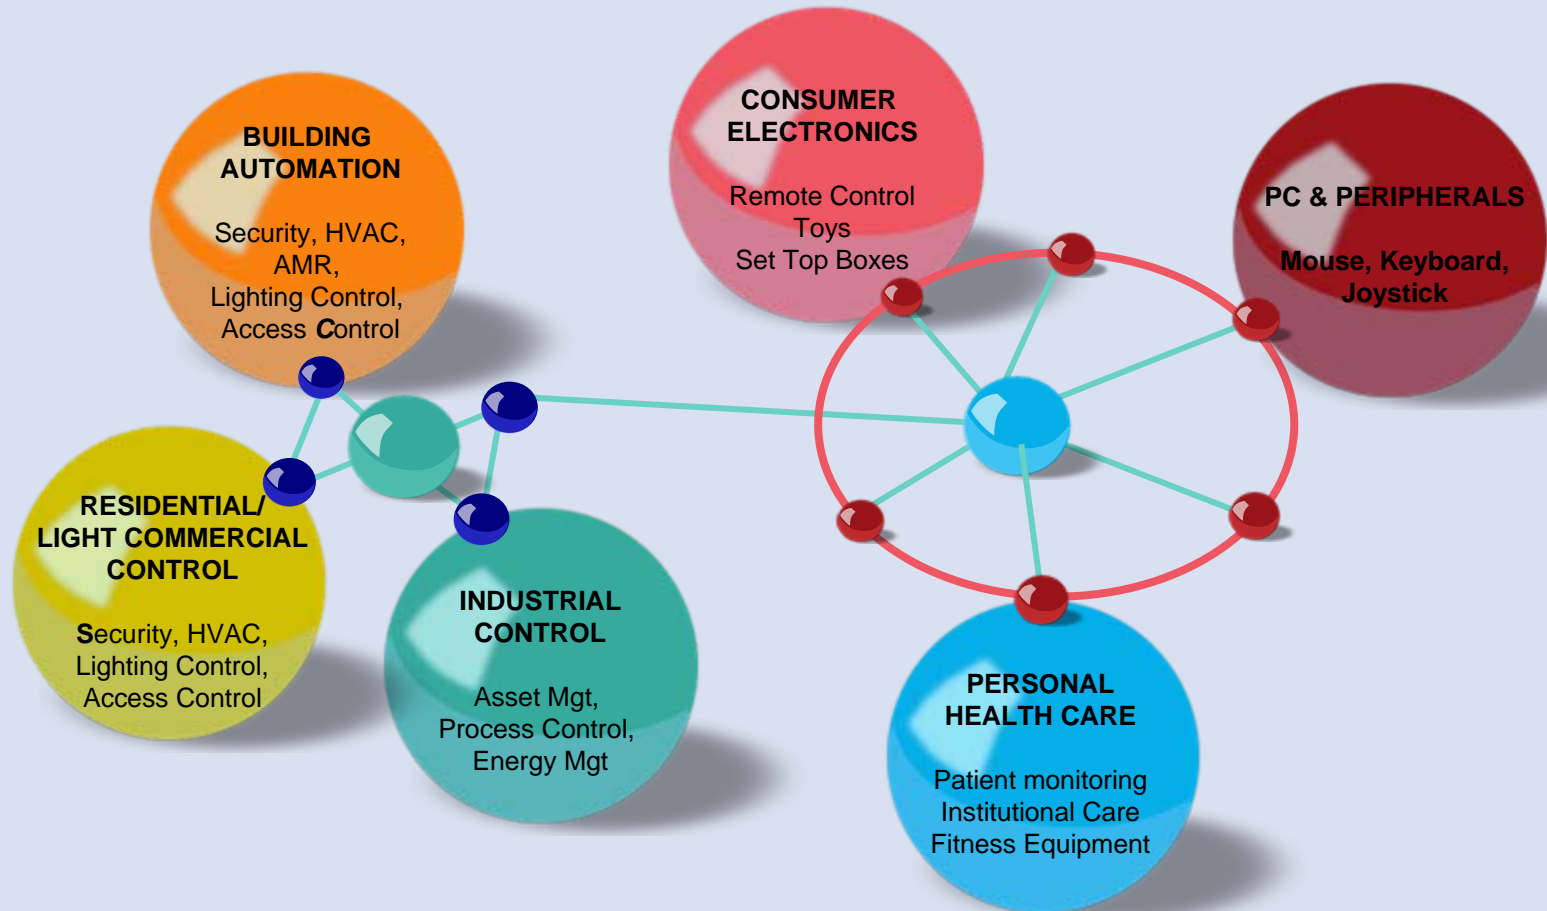 BUILDING
AUTOMATION
Security, HVAC,
AMR,
Lighting Control,
Access Control
CONSUMER
ELECTRONICS
Remote Control
Toys
Set Top Boxes
PC & PERIPHERALS
Mouse, Keyboard,
Joystick
RESIDENTIAL/
LIGHT COMMERCIAL
CONTROL
Security, HVAC,
Lighting Control,
Access Control
INDUSTRIAL
CONTROL
Asset Mgt,
Process Control,
Energy Mgt
PERSONAL
HEALTH CARE
Patient monitoring
Institutional Care
Fitness Equipment